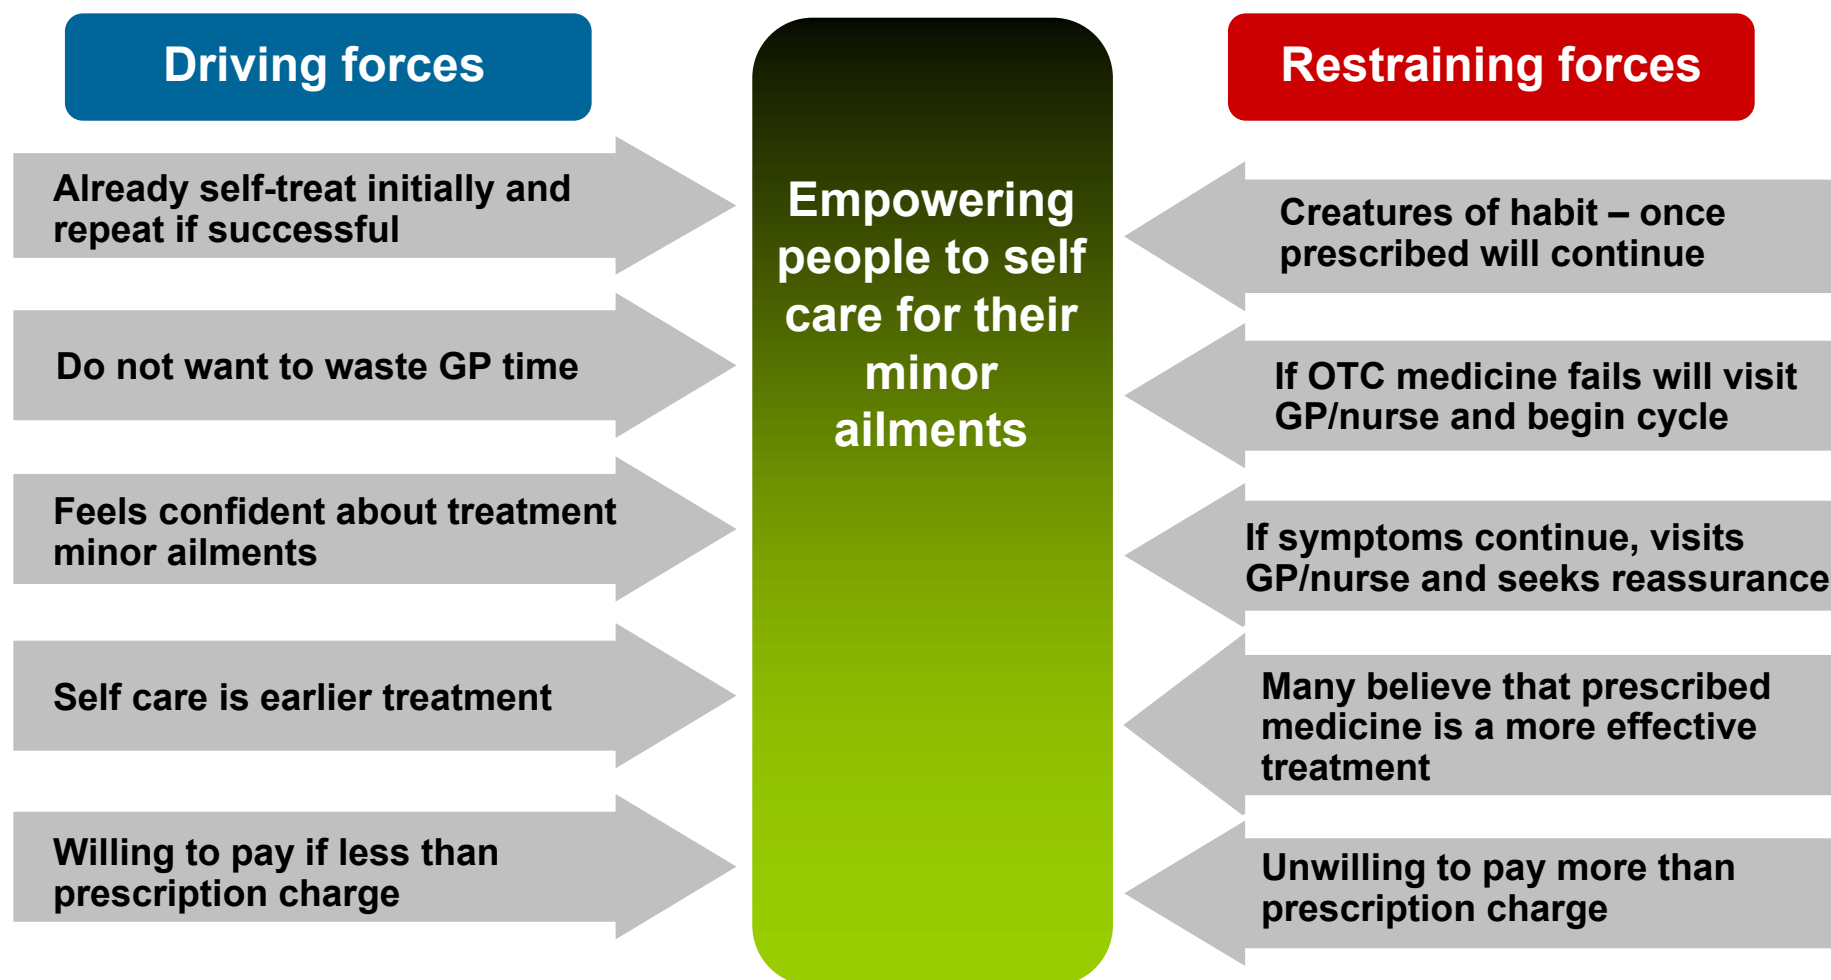 Driving forces
Already self-treat initially and
repeat if successful
Do not want to waste GP time
Feels confident about treatment
minor ailments
Self care is earlier treatment
Willing to pay if less than
prescription charge
Empowering
people to self
care for their
minor
ailments
Restraining forces
Creatures of habit – once
prescribed will continue
If OTC medicine fails will visit
GP/nurse and begin cycle
If symptoms continue, visits
GP/nurse and seeks reassurance
Many believe that prescribed
medicine is a more effective
treatment
Unwilling to pay more than
prescription charge